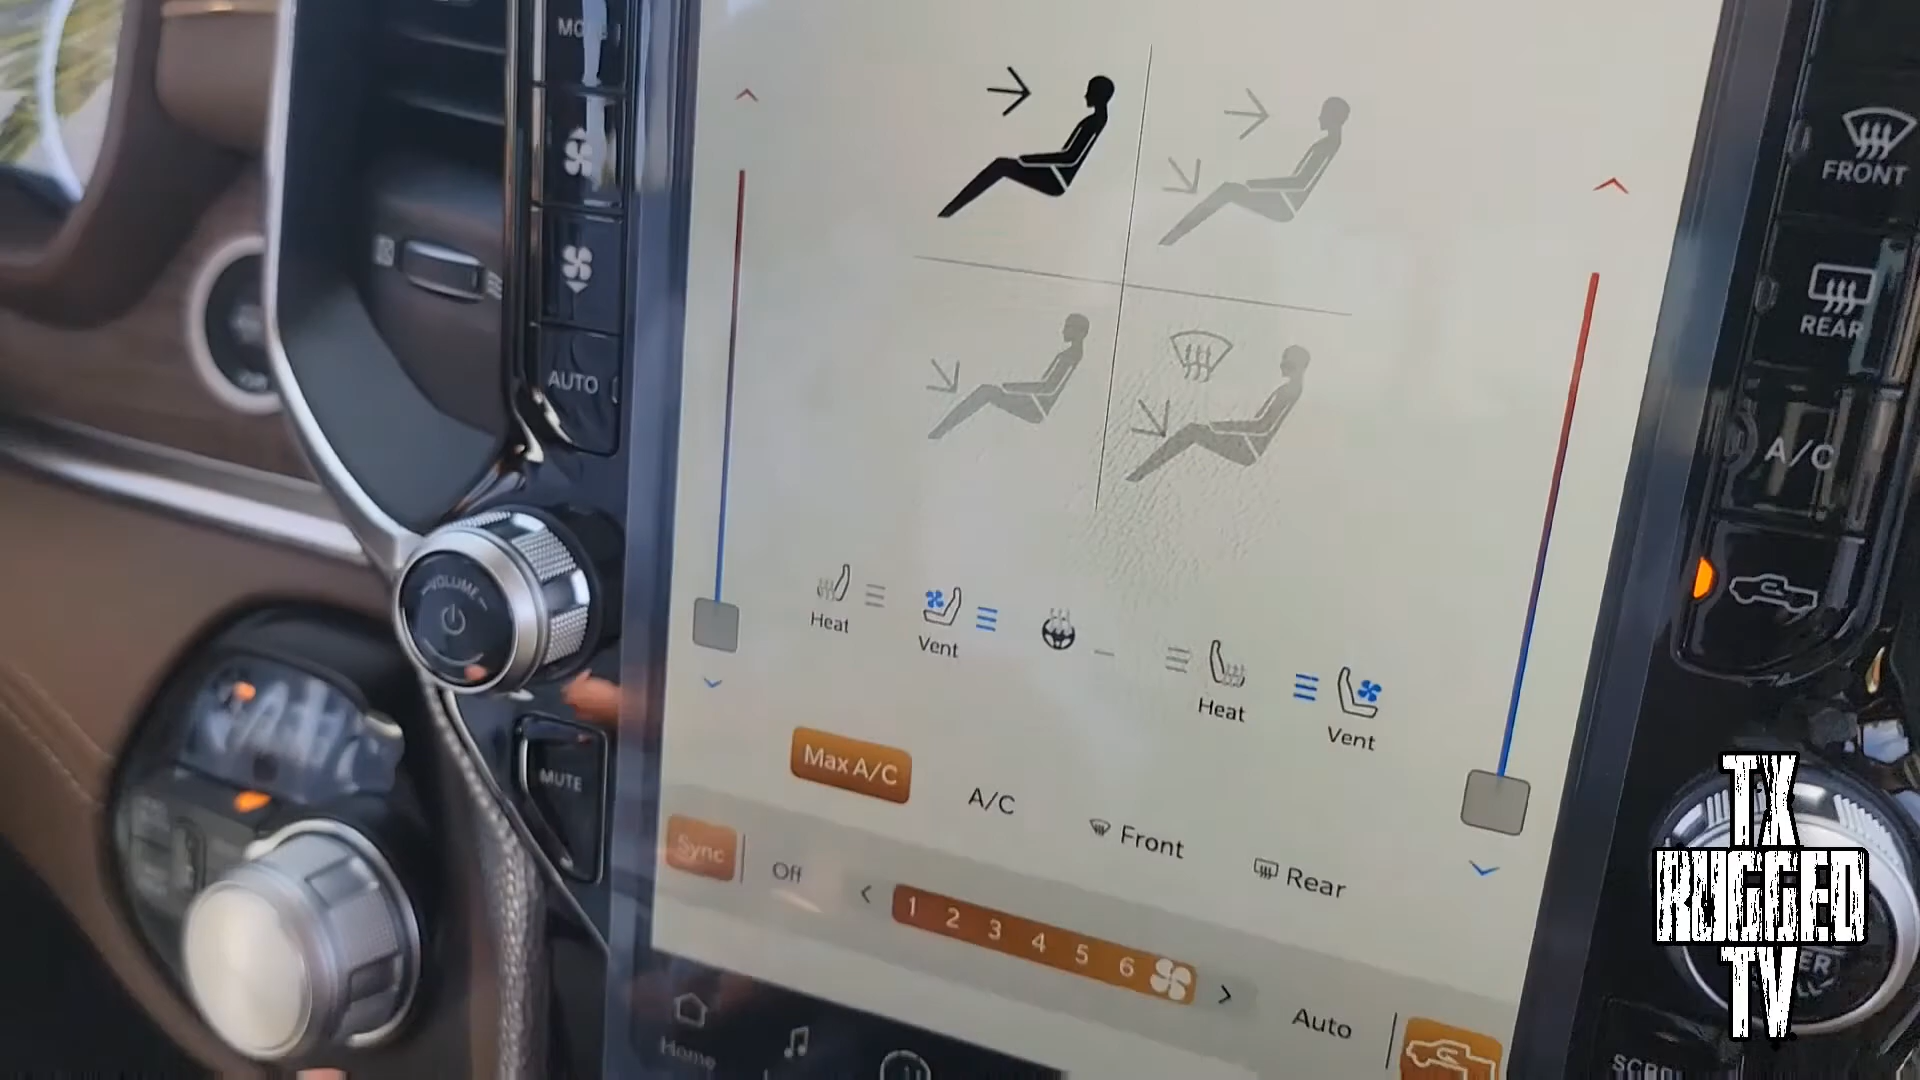 AUTO
VOLUME
MUTE
FRONT
REAR
A/C
Heat
Vent
Heat
Vent
Max A/C
A/C
Front
Rear
Sync
Off
1 2 3 4 5 6
Auto
Home
TX
RUGGED
TV